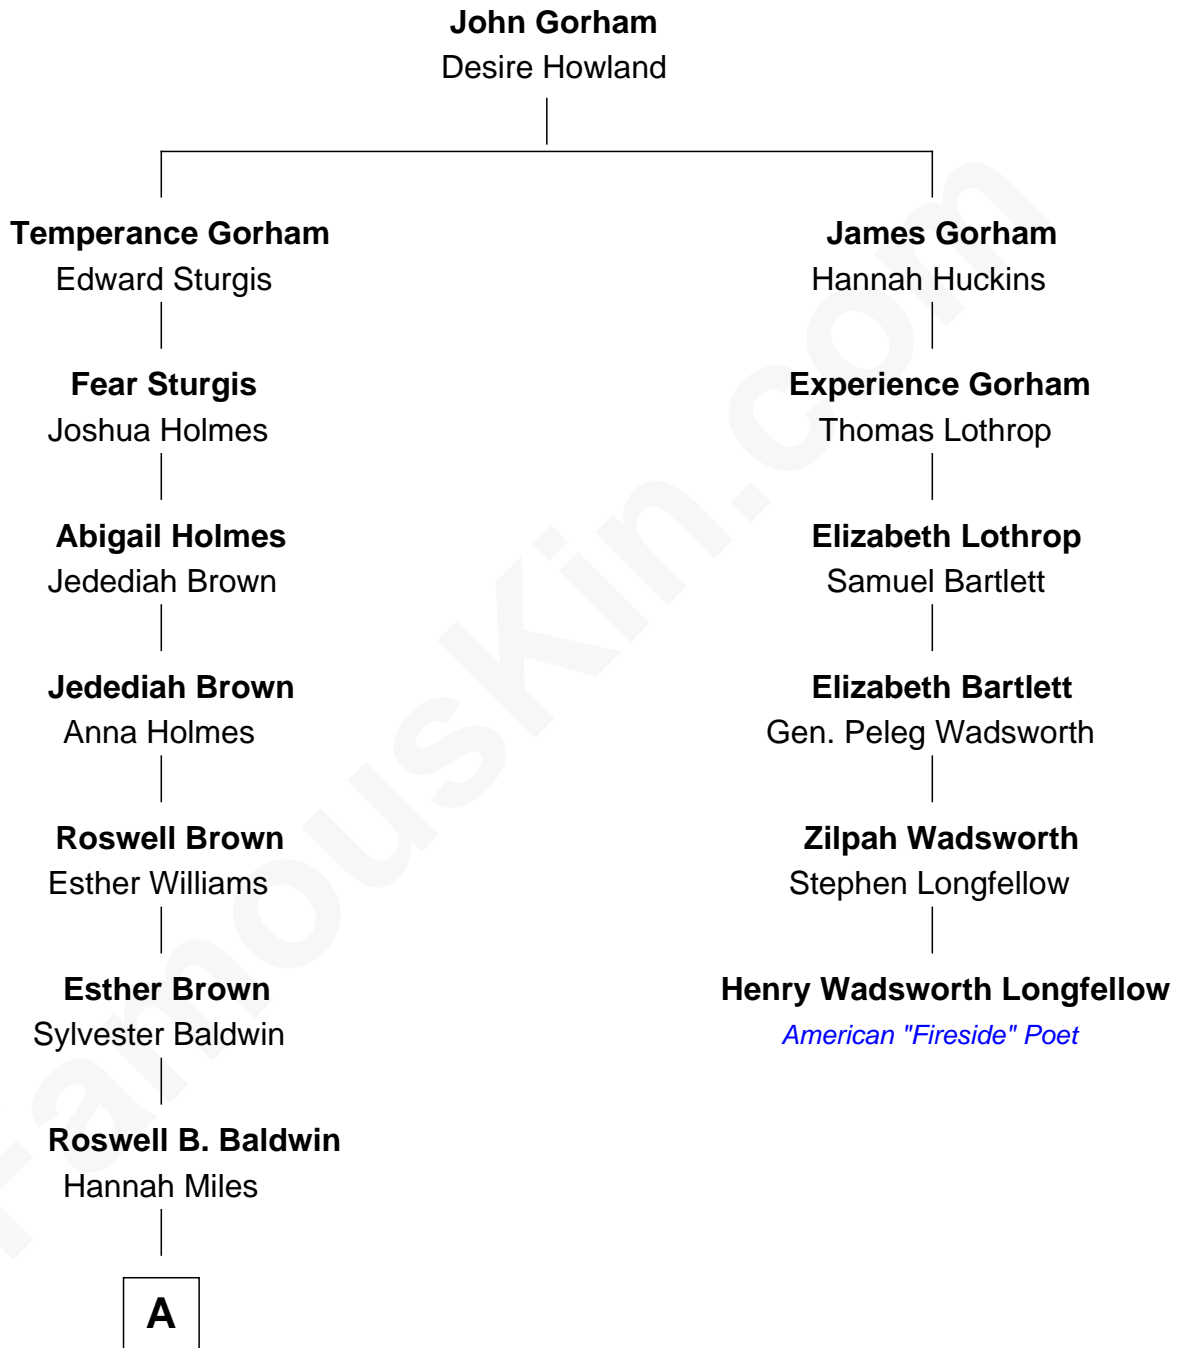 John Gorham
Desire Howland
Temperance Gorham
Edward Sturgis
James Gorham
Hannah Huckins
Fear Sturgis
Joshua Holmes
Experience Gorham
Thomas Lothrop
Abigail Holmes
Jedediah Brown
Elizabeth Lothrop
Samuel Bartlett
Jedediah Brown
Anna Holmes
Elizabeth Bartlett
Gen. Peleg Wadsworth
Roswell Brown
Esther Williams
Zilpah Wadsworth
Stephen Longfellow
Esther Brown
Sylvester Baldwin
Henry Wadsworth Longfellow
American "Fireside" Poet
Roswell B. Baldwin
Hannah Miles
A
FamousKin.com